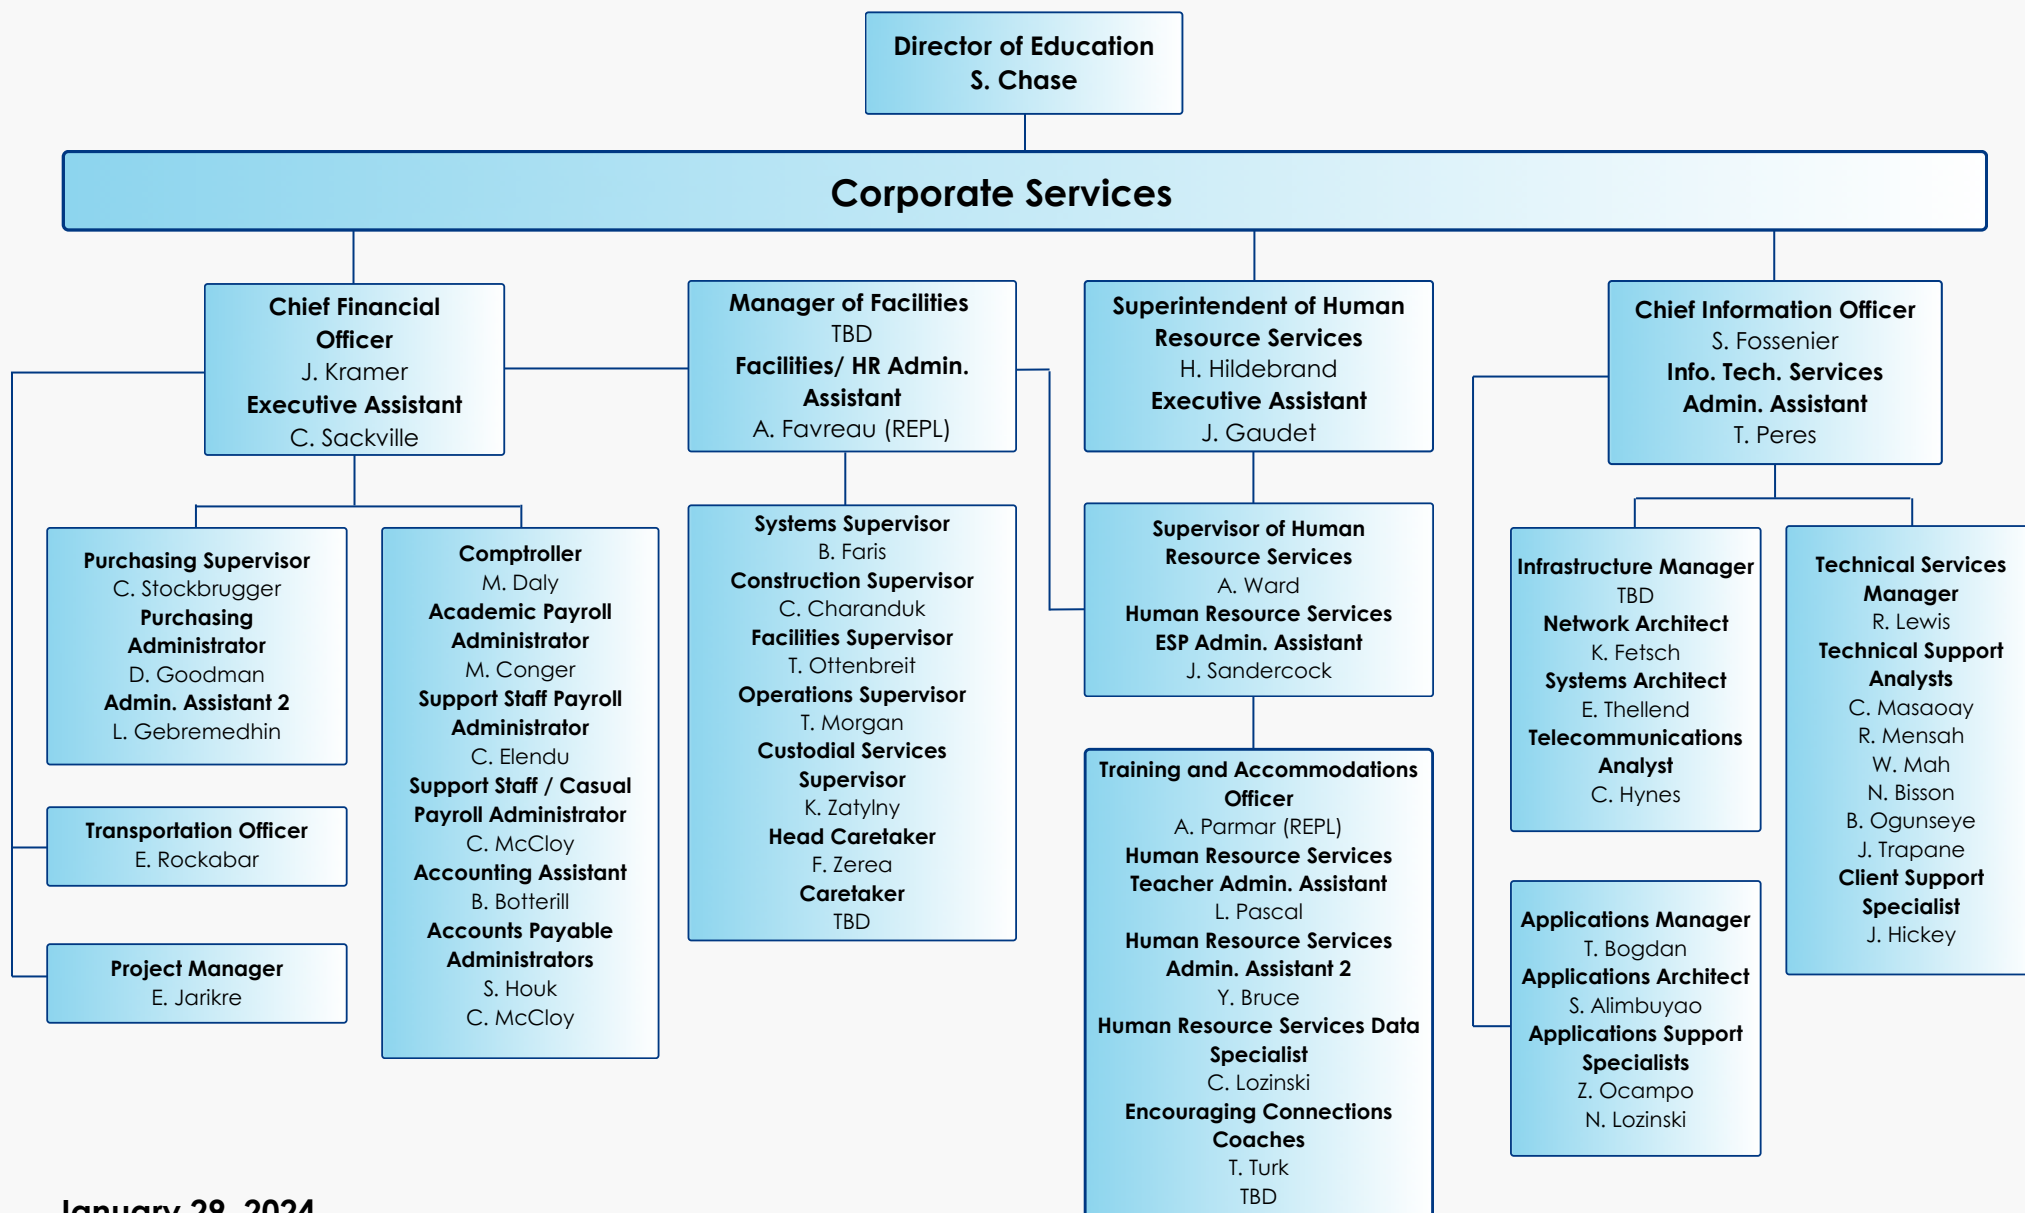 Director of Education
S. Chase
Corporate Services
Chief Financial
Officer
J. Kramer
Executive Assistant
C. Sackville
Manager of Facilities
TBD
Facilities/ HR Admin.
Assistant
A. Favreau (REPL)
Superintendent of Human
Resource Services
H. Hildebrand
Executive Assistant
J. Gaudet
Chief Information Officer
S. Fossenier
Info. Tech. Services
Admin. Assistant
T. Peres
Purchasing Supervisor
C. Stockbrugger
Purchasing
Administrator
D. Goodman
Admin. Assistant 2
L. Gebremedhin
Transportation Officer
E. Rockabar
Project Manager
E. Jarikre
Comptroller
M. Daly
Academic Payroll
Administrator
M. Conger
Support Staff Payroll
Administrator
C. Elendu
Support Staff / Casual
Payroll Administrator
C. McCloy
Accounting Assistant
B. Botterill
Accounts Payable
Administrators
S. Houk
C. McCloy
Systems Supervisor
B. Faris
Construction Supervisor
C. Charanduk
Facilities Supervisor
T. Ottenbreit
Operations Supervisor
T. Morgan
Custodial Services
Supervisor
K. Zatylny
Head Caretaker
F. Zerea
Caretaker
TBD
Supervisor of Human
Resource Services
A. Ward
Human Resource Services
ESP Admin. Assistant
J. Sandercock
Training and Accommodations
Officer
A. Parmar (REPL)
Human Resource Services
Teacher Admin. Assistant
L. Pascal
Human Resource Services
Admin. Assistant 2
Y. Bruce
Human Resource Services Data
Specialist
C. Lozinski
Encouraging Connections
Coaches
T. Turk
TBD
Infrastructure Manager
TBD
Network Architect
K. Fetsch
Systems Architect
E. Thellend
Telecommunications
Analyst
C. Hynes
Applications Manager
T. Bogdan
Applications Architect
S. Alimbuyao
Applications Support
Specialists
Z. Ocampo
N. Lozinski
Technical Services
Manager
R. Lewis
Technical Support
Analysts
C. Masaoay
R. Mensah
W. Mah
N. Bisson
B. Ogunseye
J. Trapane
Client Support
Specialist
J. Hickey
January 29, 2024